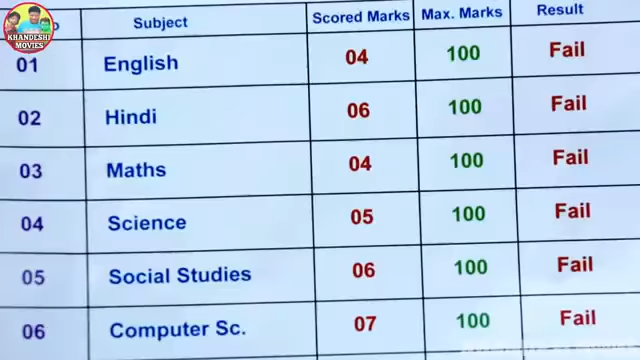 KHANDESHI
MOVIES
Subject Scored Marks Max. Marks Result
01 English 04 100 Fail
02 Hindi 06 100 Fail
03 Maths 04 100 Fail
04 Science 05 100 Fail
05 Social Studies 06 100 Fail
06 Computer Sc. 07 100 Fail